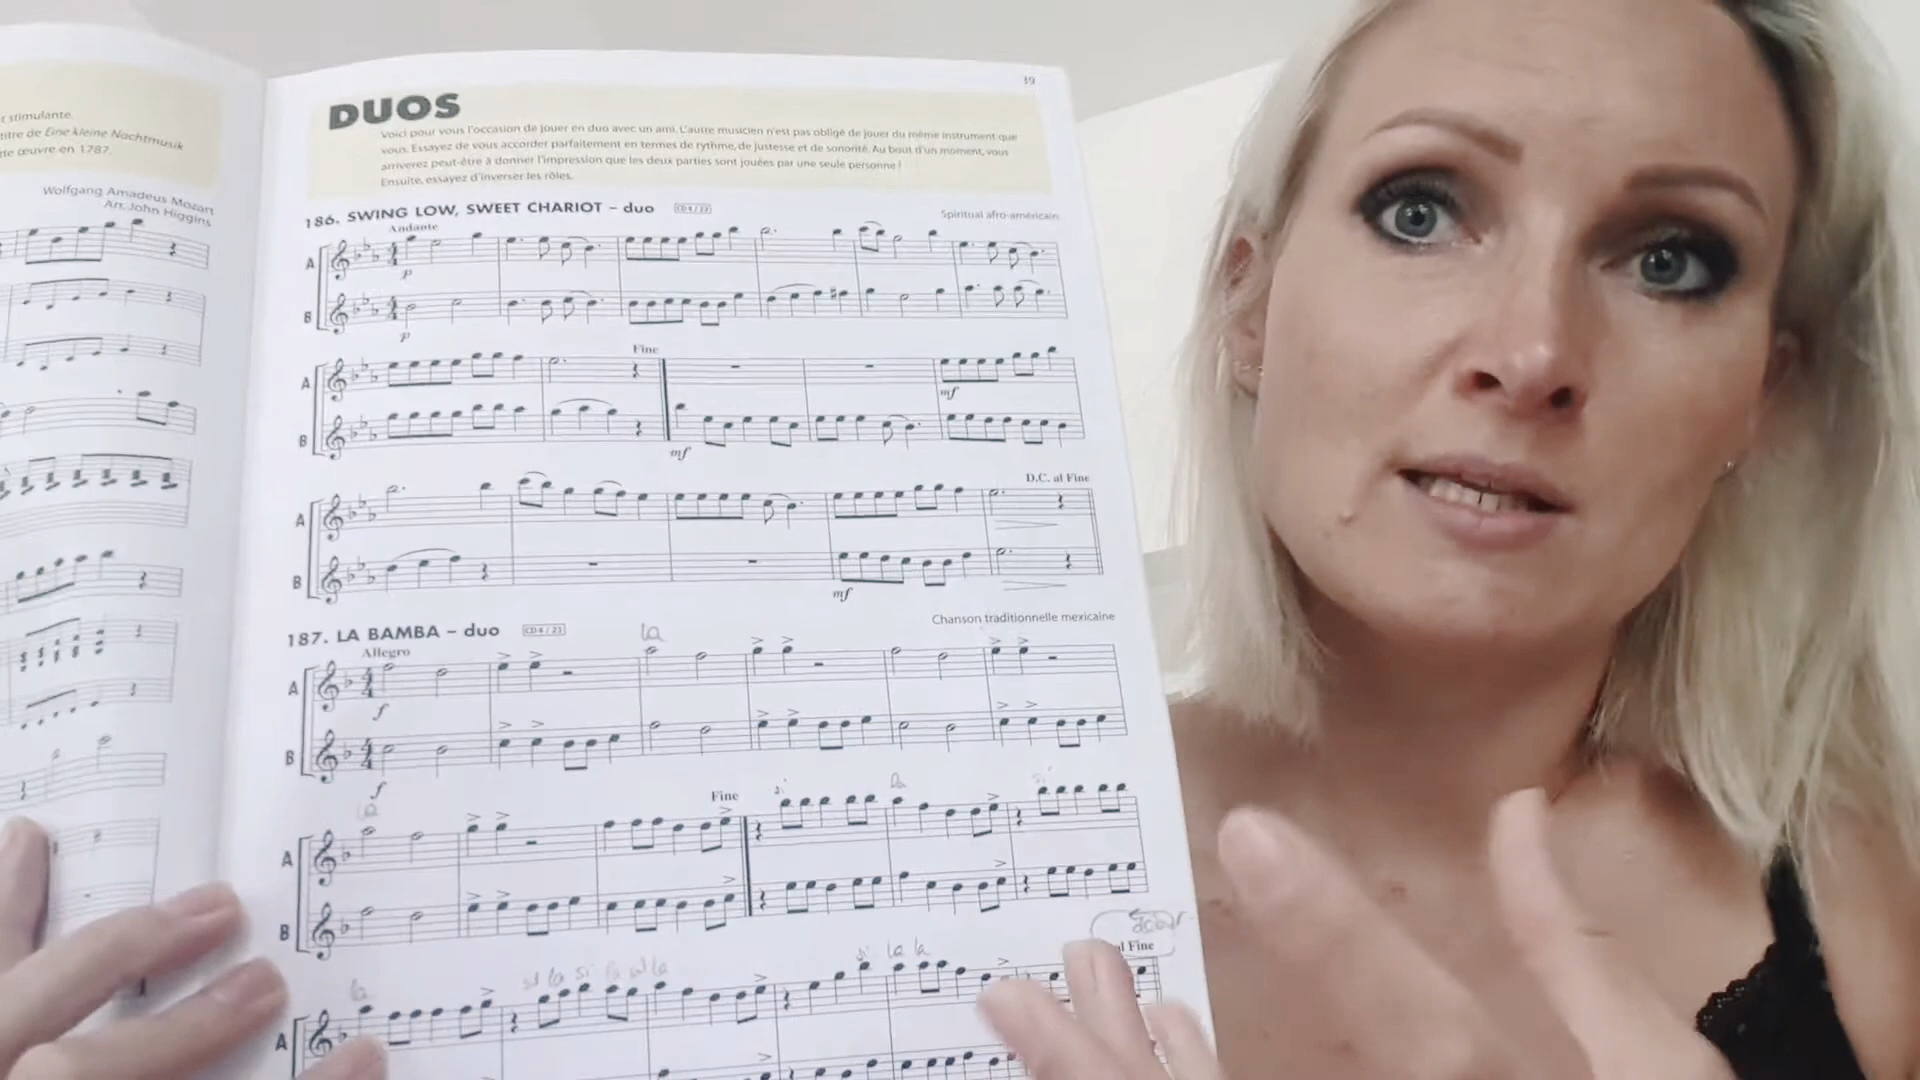 t stimulante.
titre de Eine kleine Nachtmusik
te œuvre en 1787.
Wolfgang Amadeus Mozart
Arr. John Higgins
39
DUOS
Voici pour vous l'occasion de jouer en duo avec un ami. L'autre musicien n'est pas obligé de jouer du même instrument que
vous. Essayez de vous accorder parfaitement en termes de rythme, de justesse et de sonorité. Au bout d'un moment, vous
arriverez peut-être à donner l'impression que les deux parties sont jouées par une seule personne !
Ensuite, essayez d'inverser les rôles.
186. SWING LOW, SWEET CHARIOT – duo
Spiritual afro-américain
Andante
A
p
B
p
Fine
A
mf
B
mf
D.C. al Fine
A
B
mf
187. LA BAMBA – duo CD4 / 23
Chanson traditionnelle mexicaine
la
Allegro
A
f
B
f
la
Fine
si
la
si
A
B
al Fine
la
si la la
A